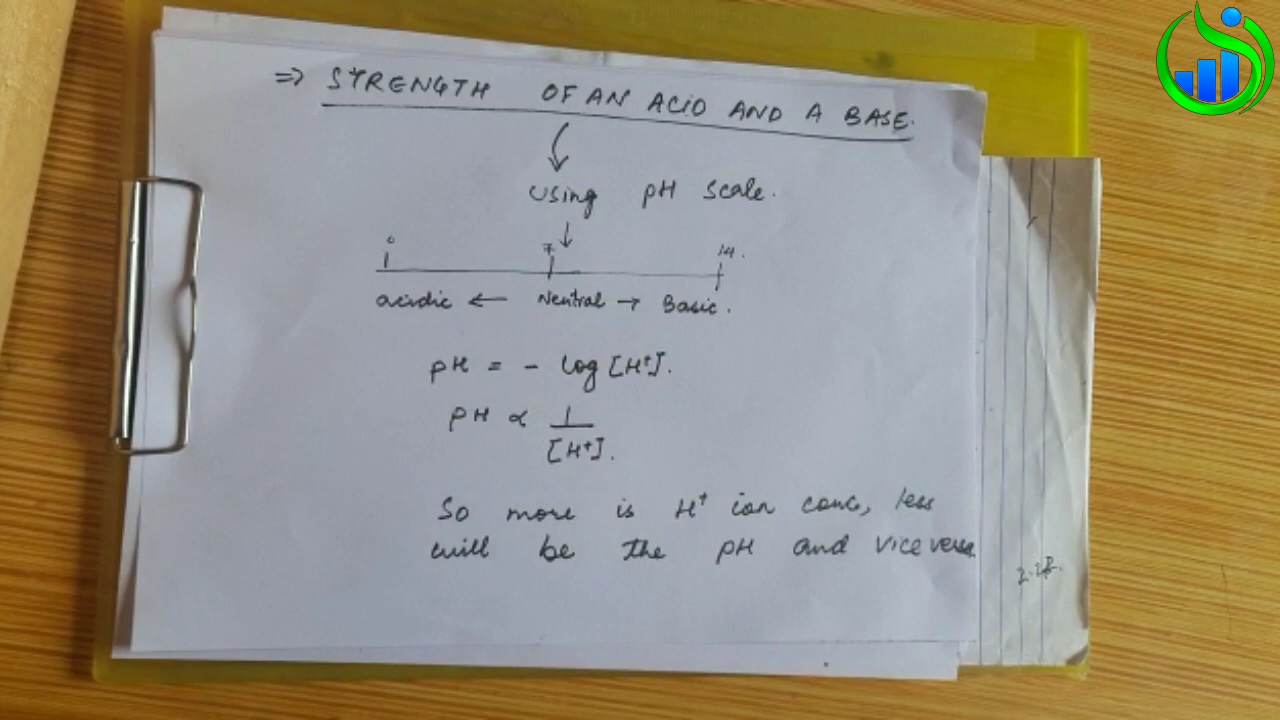 ⇒ STRENGTH OF AN ACID AND A BASE.
using pH scale.
0 7 14.
acidic ← Neutral → Basic.
pH = - log [H⁺].
pH ∝ 1
[H⁺].
So more is H⁺ ion conc, less
will be the pH and vice versa.